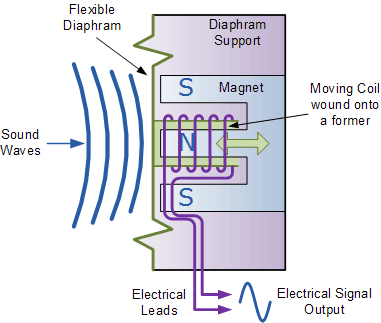 Flexible
Diaphram
Diaphram
Support
S
Magnet
Moving Coil
wound onto
a former
Sound
Waves
N
S
Electrical
Leads
Electrical Signal
Output